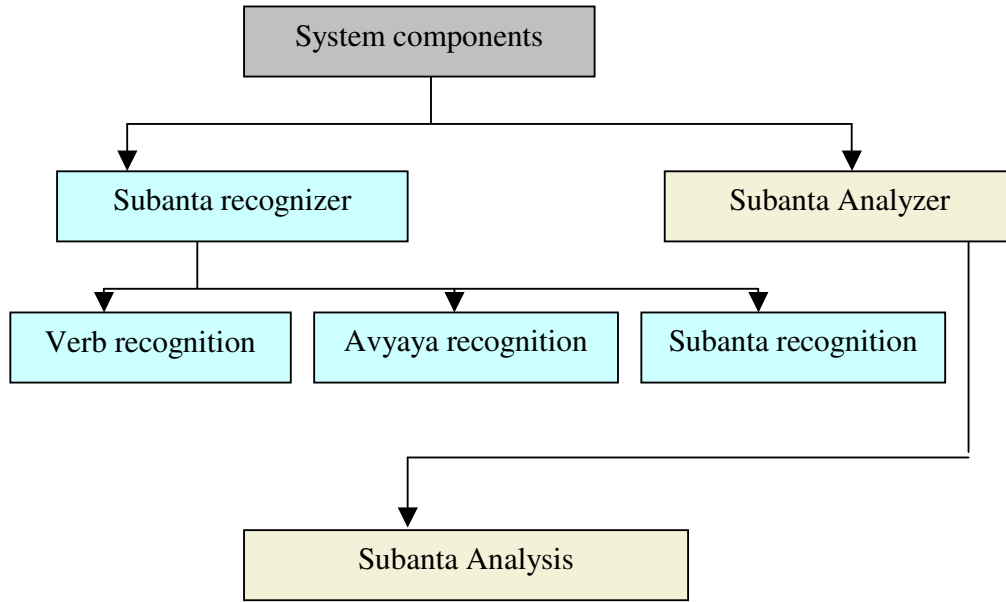 System components
Subanta recognizer
Subanta Analyzer
Verb recognition
Avyaya recognition
Subanta recognition
Subanta Analysis